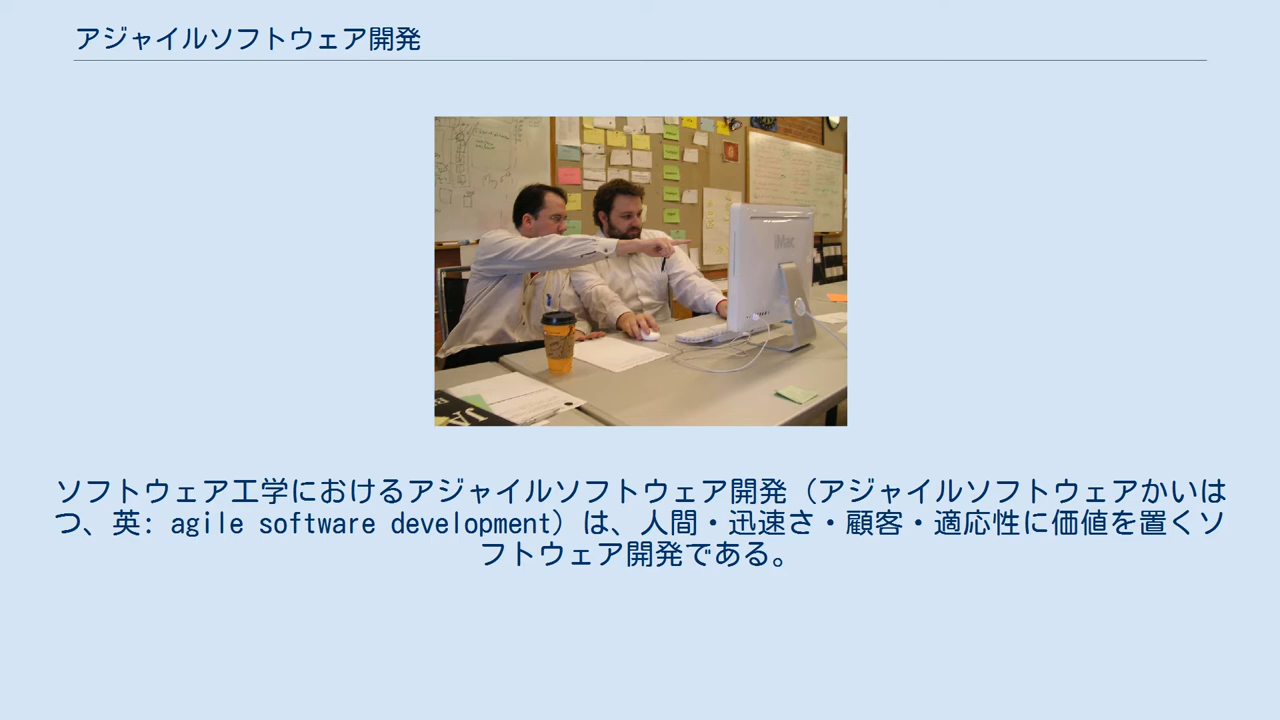 アジャイルソフトウェア開発
iMac
JA
ソフトウェア工学におけるアジャイルソフトウェア開発（アジャイルソフトウェアかいは
つ、英: agile software development）は、人間・迅速さ・顧客・適応性に価値を置くソ
フトウェア開発である。